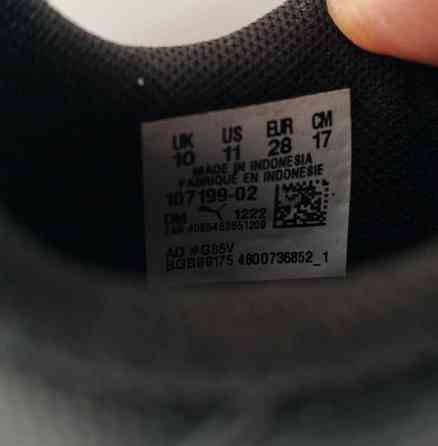 UK US EUR CM
10 11 28 17
MADE IN INDONESIA
FABRIQUE EN INDONESIE
107199-02
DM 1222
AO #G85V
4800736852_1